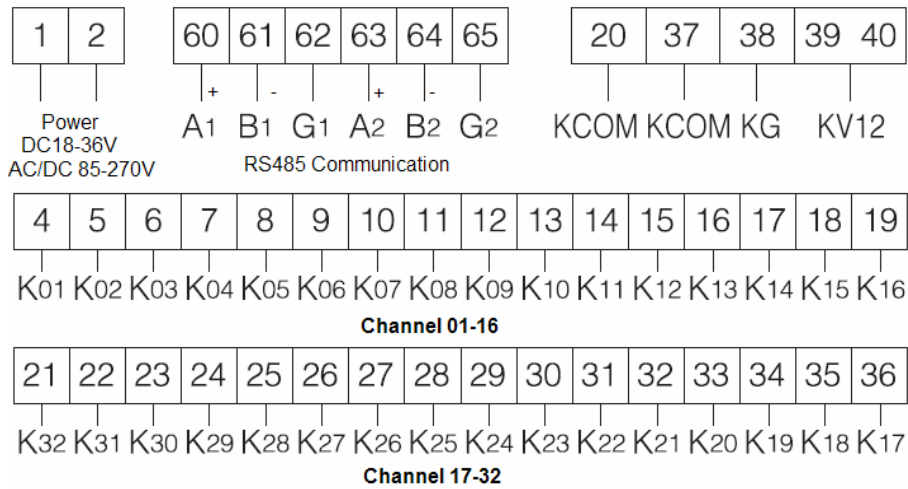 1 2 60 61 62 63 64 65 20 37 38 39 40
+ - + -
Power A1 B1 G1 A2 B2 G2 KCOM KCOM KG KV12
DC18-36V
AC/DC 85-270V RS485 Communication
4 5 6 7 8 9 10 11 12 13 14 15 16 17 18 19
K01 K02 K03 K04 K05 K06 K07 K08 K09 K10 K11 K12 K13 K14 K15 K16
Channel 01-16
21 22 23 24 25 26 27 28 29 30 31 32 33 34 35 36
K32 K31 K30 K29 K28 K27 K26 K25 K24 K23 K22 K21 K20 K19 K18 K17
Channel 17-32